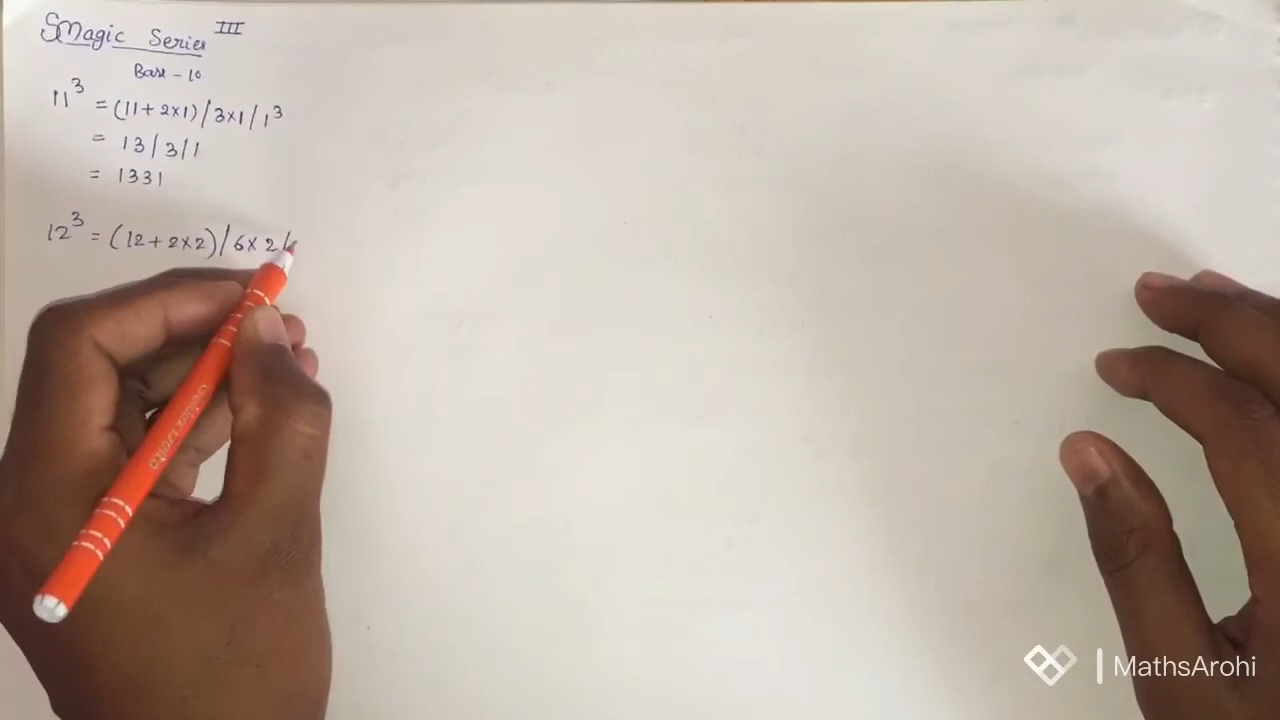 SMagic Series III
Base - 10
11³ = (11 + 2×1) / 3×1 / 1³
= 13 / 3 / 1
= 1331
12³ = (12 + 2×2) / 6× 2 /
MathsArohi